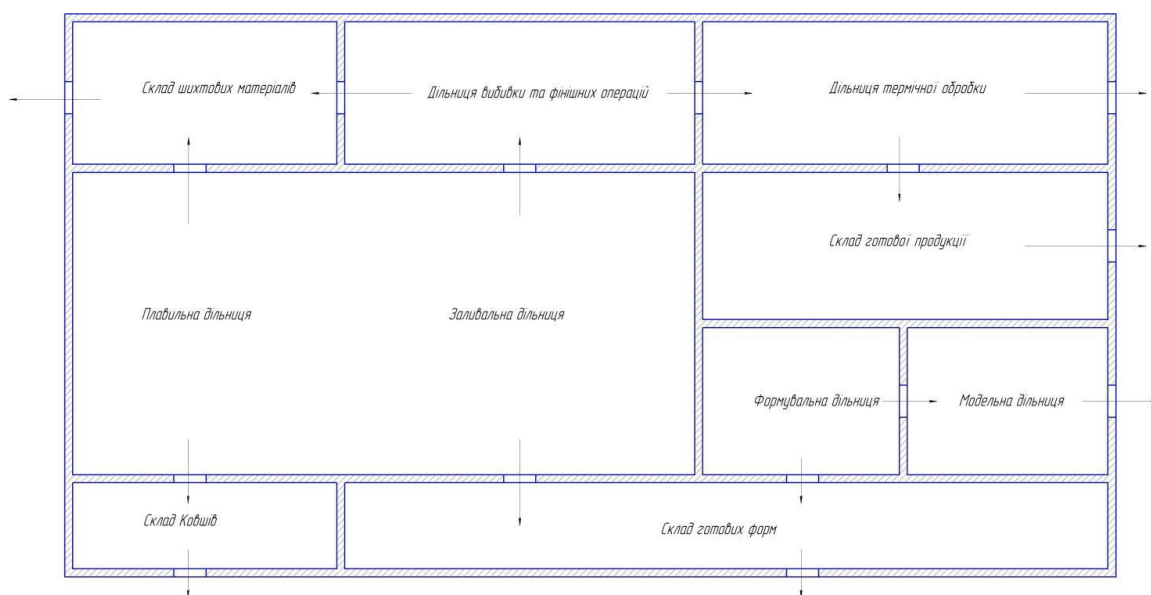 Склад шихтових матеріалів
Дільниця вибивки та фінішних операцій
Дільниця термічної обробки
Склад готової продукції
Плавильна дільниця
Заливальна дільниця
Формувальна дільниця
Модельна дільниця
Склад Ковшів
Склад готових форм